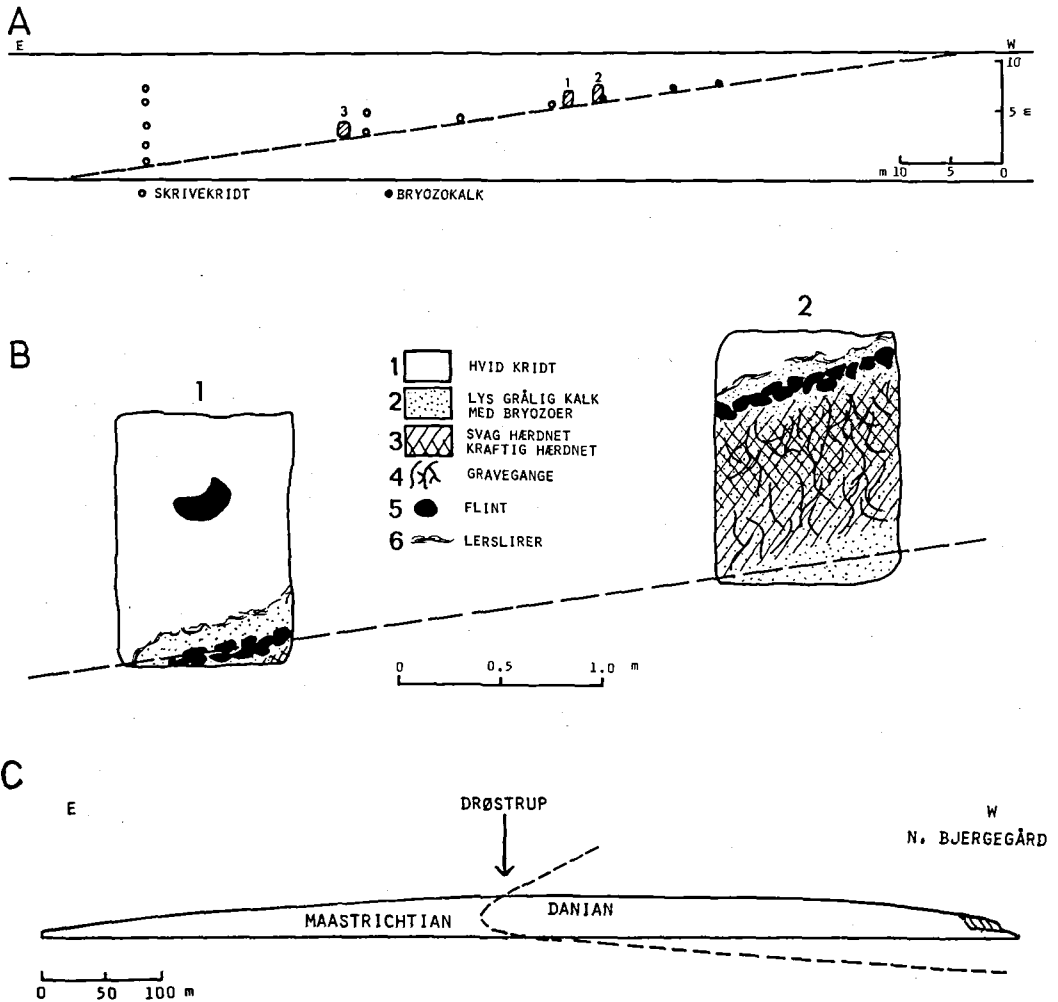 A
E
W
10
5 m
3
1
2
m 10 5 0
SKRIVEKRIDT
BRYOZOKALK
B
1
2
1 HVID KRIDT
2 LYS GRÅLIG KALK
MED BRYOZOER
3 SVAG HÆRDNET
KRAFTIG HÆRDNET
4 GRAVEGANGE
5 FLINT
6 LERSLIRER
0 0.5 1.0 m
C
E
DRØSTRUP
W
N. BJERGEGÅRD
MAASTRICHTIAN
DANIAN
0 50 100 m